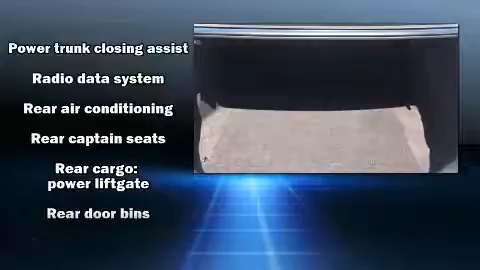 Power trunk closing assist
Radio data system
Rear air conditioning
Rear captain seats
Rear cargo:
power liftgate
Rear door bins